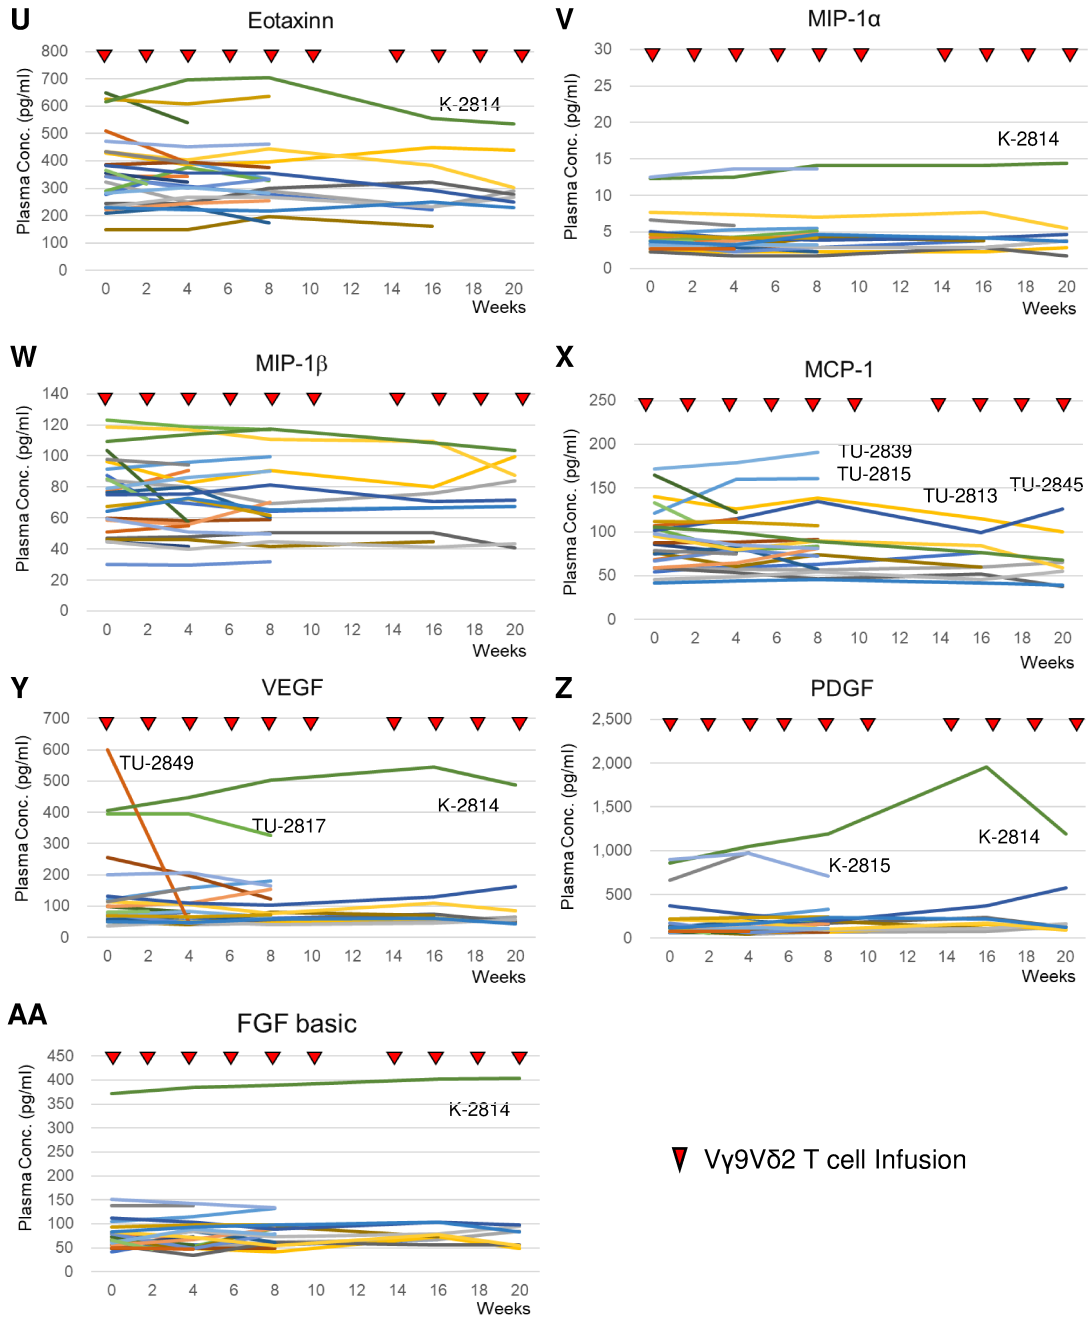 U
Eotaxinn
Plasma Conc. (pg/ml)
800
700
600
500
400
300
200
100
0
K-2814
0 2 4 6 8 10 12 14 16 18 20
Weeks
V
MIP-1α
Plasma Conc. (pg/ml)
30
25
20
15
10
5
0
K-2814
0 2 4 6 8 10 12 14 16 18 20
Weeks
W
MIP-1β
Plasma Conc. (pg/ml)
140
120
100
80
60
40
20
0
0 2 4 6 8 10 12 14 16 18 20
Weeks
X
MCP-1
Plasma Conc. (pg/ml)
250
200
150
100
50
0
TU-2839
TU-2815
TU-2813
TU-2845
0 2 4 6 8 10 12 14 16 18 20
Weeks
Y
VEGF
Plasma Conc. (pg/ml)
700
600
500
400
300
200
100
0
TU-2849
TU-2817
K-2814
0 2 4 6 8 10 12 14 16 18 20
Weeks
Z
PDGF
Plasma Conc. (pg/ml)
2,500
2,000
1,500
1,000
500
0
K-2814
K-2815
0 2 4 6 8 10 12 14 16 18 20
Weeks
AA
FGF basic
Plasma Conc. (pg/ml)
450
400
350
300
250
200
150
100
50
0
K-2814
0 2 4 6 8 10 12 14 16 18 20
Weeks
Vγ9Vδ2 T cell Infusion